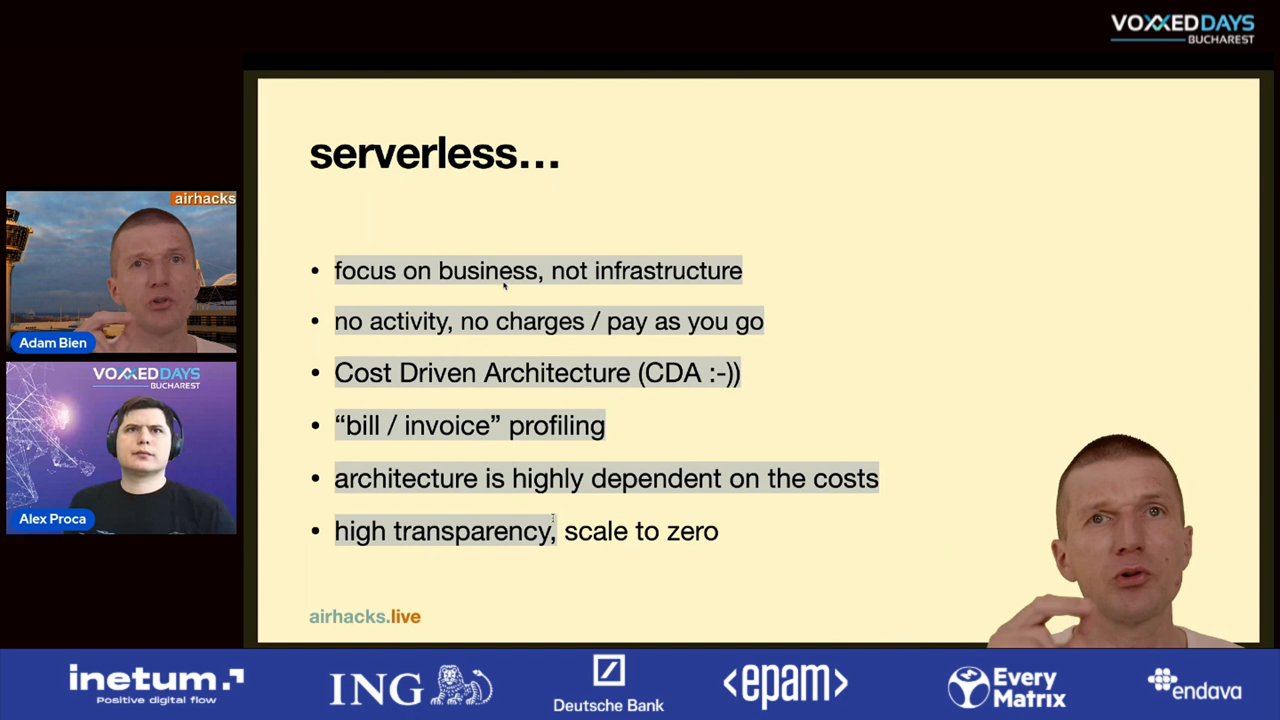 VOXXEDDAYS
BUCHAREST
serverless...
airhacks
• focus on business, not infrastructure
• no activity, no charges / pay as you go
Adam Bien
• Cost Driven Architecture (CDA :-))
VOXXEDDAYS
BUCHAREST
• “bill / invoice” profiling
• architecture is highly dependent on the costs
Alex Proca
• high transparency, scale to zero
airhacks.live
inetum.
Positive digital flow
ING
Deutsche Bank
<epam>
Every
Matrix
endava